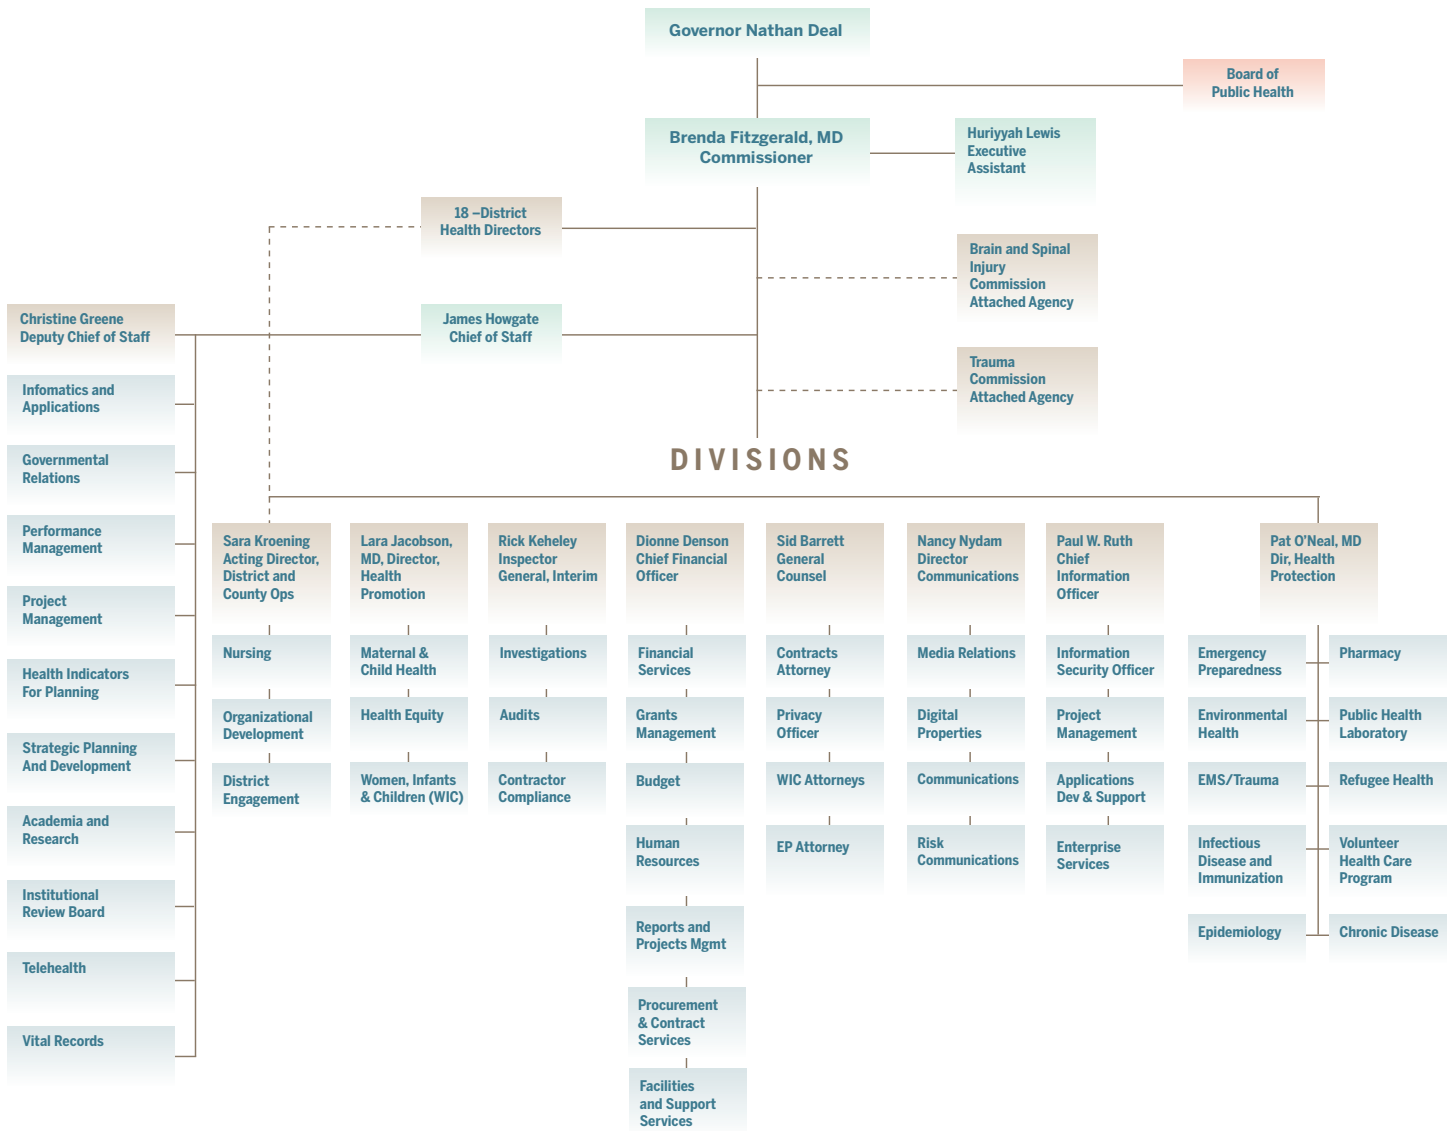 Governor Nathan Deal
Board of
Public Health
Brenda Fitzgerald, MD
Commissioner
Huriyyah Lewis
Executive
Assistant
18 –District
Health Directors
Brain and Spinal
Injury
Commission
Attached Agency
Christine Greene
Deputy Chief of Staff
James Howgate
Chief of Staff
Trauma
Commission
Attached Agency
Infomatics and
Applications
Governmental
Relations
Performance
Management
Project
Management
Health Indicators
For Planning
Strategic Planning
And Development
Academia and
Research
Institutional
Review Board
Telehealth
Vital Records
DIVISIONS
Sara Kroening
Acting Director,
District and
County Ops
Nursing
Organizational
Development
District
Engagement
Lara Jacobson,
MD, Director,
Health
Promotion
Maternal &
Child Health
Health Equity
Women, Infants
& Children (WIC)
Rick Keheley
Inspector
General, Interim
Investigations
Audits
Contractor
Compliance
Dionne Denson
Chief Financial
Officer
Financial
Services
Grants
Management
Budget
Human
Resources
Reports and
Projects Mgmt
Procurement
& Contract
Services
Facilities
and Support
Services
Sid Barrett
General
Counsel
Contracts
Attorney
Privacy
Officer
WIC Attorneys
EP Attorney
Nancy Nydam
Director
Communications
Media Relations
Digital
Properties
Communications
Risk
Communications
Paul W. Ruth
Chief
Information
Officer
Information
Security Officer
Project
Management
Applications
Dev & Support
Enterprise
Services
Pat O'Neal, MD
Dir, Health
Protection
Emergency
Preparedness
Environmental
Health
EMS/Trauma
Infectious
Disease and
Immunization
Epidemiology
Pharmacy
Public Health
Laboratory
Refugee Health
Volunteer
Health Care
Program
Chronic Disease